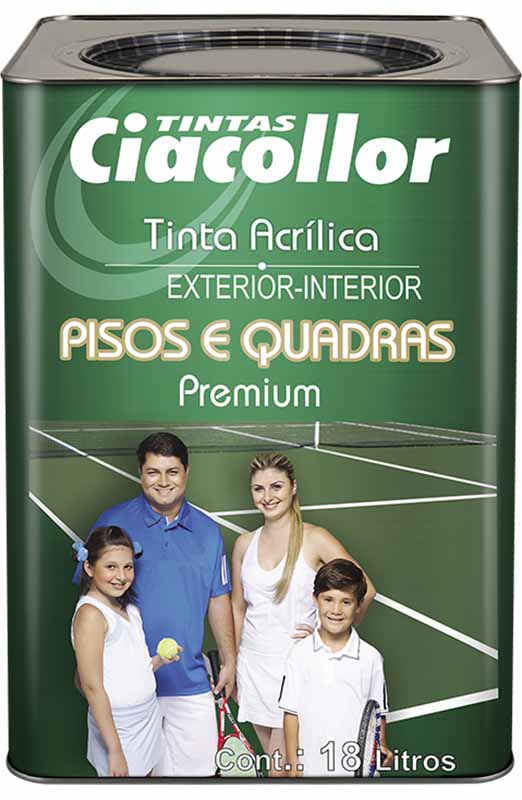 TINTAS
Ciacollor
Tinta Acrílica
EXTERIOR-INTERIOR
PISOS E QUADRAS
Premium
Cont.: 18 Litros